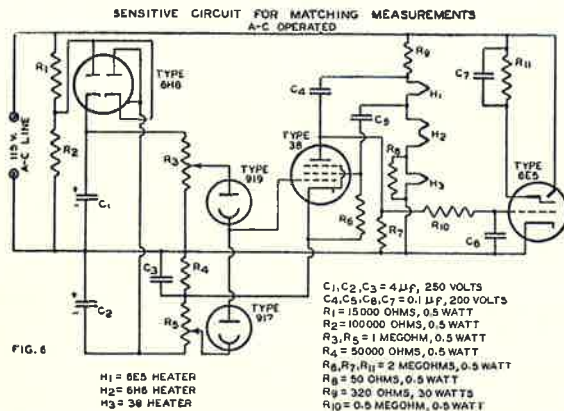 SENSITIVE CIRCUIT FOR MATCHING MEASUREMENTS
A-C OPERATED
R1
TYPE
6H6
R9
C7
R11
C4
H1
115 V.
A-C LINE
R2
C5
TYPE
38
H2
TYPE
6E5
R3
TYPE
919
R8
H3
C1
R6
R7
R10
C6
C3
R4
C2
R5
TYPE
917
C1, C2, C3 = 4 μf, 250 VOLTS
C4, C5, C6, C7 = 0.1 μf, 200 VOLTS
R1 = 15000 OHMS, 0.5 WATT
R2 = 100000 OHMS, 0.5 WATT
R3, R5 = 1 MEGOHM, 0.5 WATT
R4 = 50000 OHMS, 0.5 WATT
R6, R7, R11 = 2 MEGOHMS, 0.5 WATT
R8 = 50 OHMS, 0.5 WATT
R9 = 320 OHMS, 30 WATTS
R10 = 0.5 MEGOHM, 0.5 WATT
FIG. 6
H1 = 6E5 HEATER
H2 = 6H6 HEATER
H3 = 38 HEATER